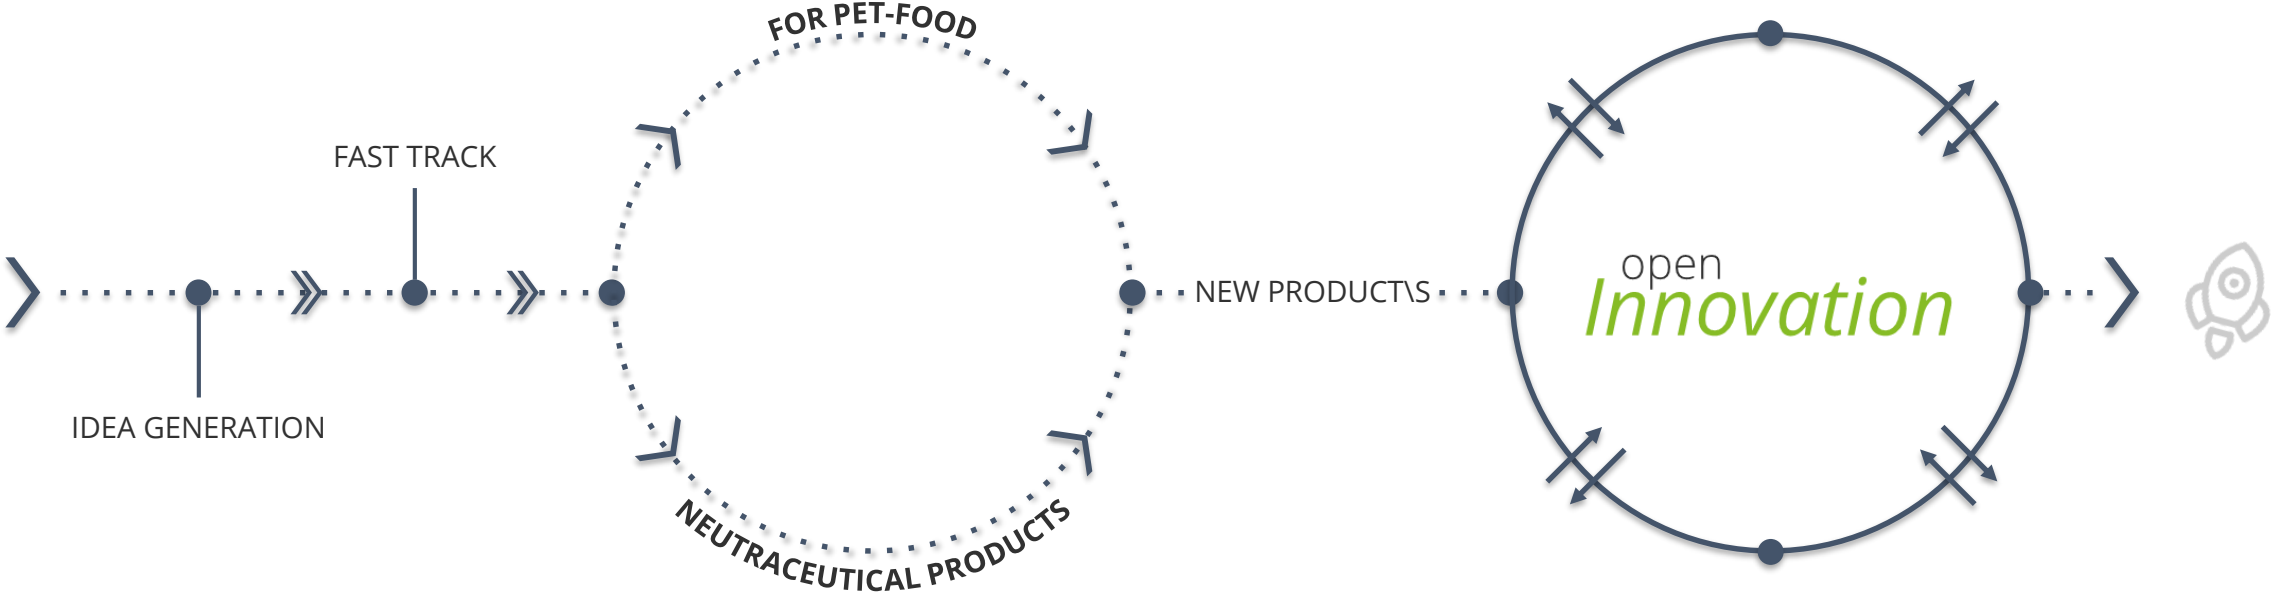 FOR PET-FOOD
FAST TRACK
IDEA GENERATION
NEUTRACEUTICAL PRODUCTS
NEW PRODUCT\S
open
Innovation